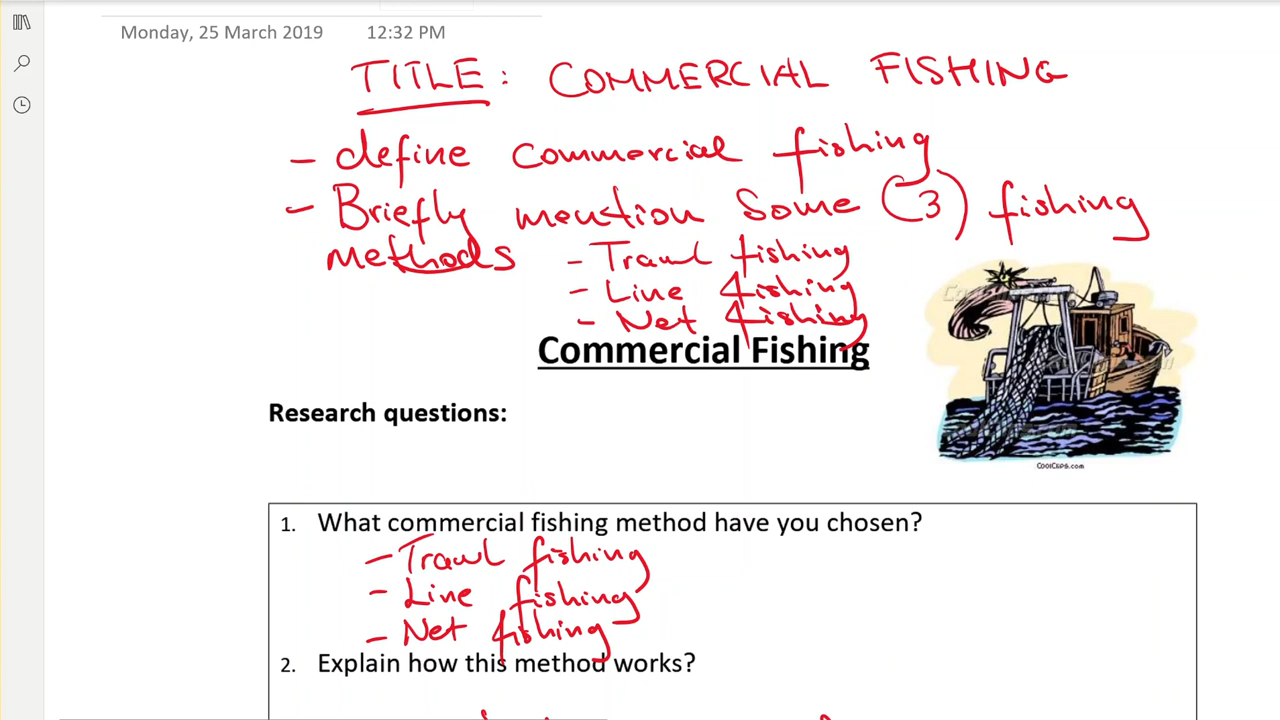 Monday, 25 March 2019 12:32 PM
TITLE: COMMERCIAL FISHING
- define commercial fishing
- Briefly mention some (3) fishing
methods
- Trawl fishing
- Line fishing
- Net fishing
Commercial Fishing
Research questions:
COOLCLIPS.com
1. What commercial fishing method have you chosen?
- Trawl fishing
- Line fishing
- Net fishing
2. Explain how this method works?